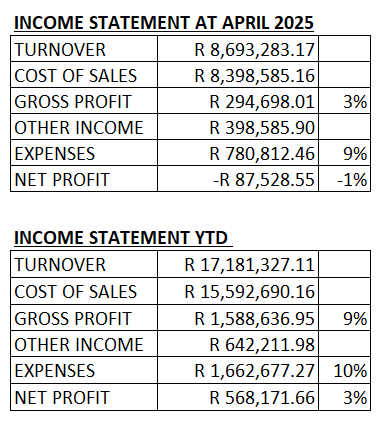 INCOME STATEMENT AT APRIL 2025
TURNOVER R 8,693,283.17
COST OF SALES R 8,398,585.16
GROSS PROFIT R 294,698.01 3%
OTHER INCOME R 398,585.90
EXPENSES R 780,812.46 9%
NET PROFIT -R 87,528.55 -1%
INCOME STATEMENT YTD
TURNOVER R 17,181,327.11
COST OF SALES R 15,592,690.16
GROSS PROFIT R 1,588,636.95 9%
OTHER INCOME R 642,211.98
EXPENSES R 1,662,677.27 10%
NET PROFIT R 568,171.66 3%